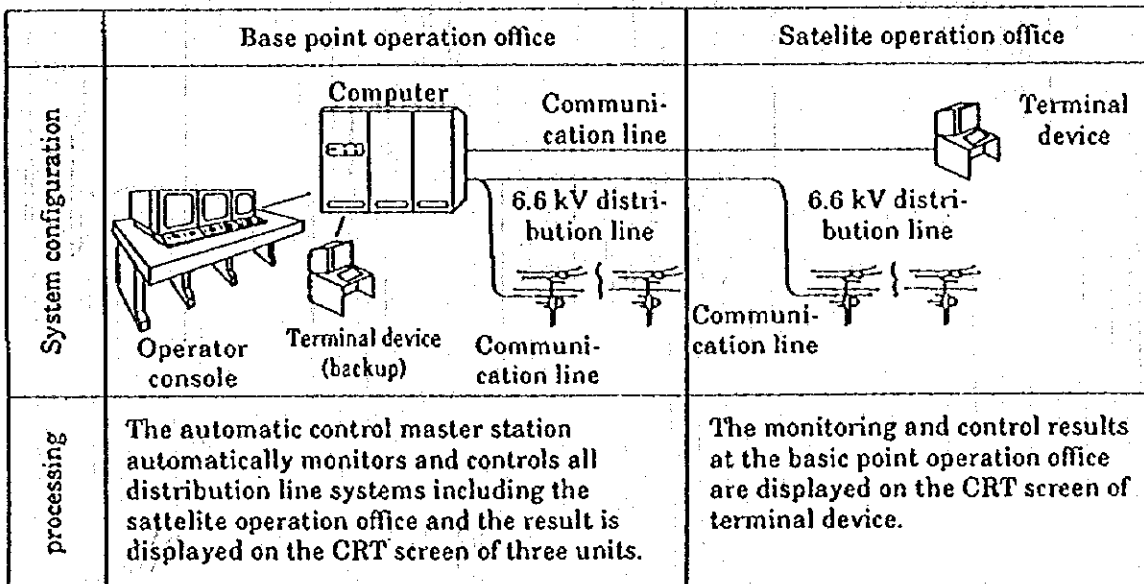 Base point operation office
Satelite operation office
System configuration
Computer
Communi-
cation line
Terminal
device
6.6 kV distri-
bution line
6.6 kV distri-
bution line
Operator
console
Terminal device
(backup)
Communi-
cation line
Communi-
cation line
processing
The automatic control master station
automatically monitors and controls all
distribution line systems including the
sattelite operation office and the result is
displayed on the CRT screen of three units.
The monitoring and control results
at the basic point operation office
are displayed on the CRT screen of
terminal device.